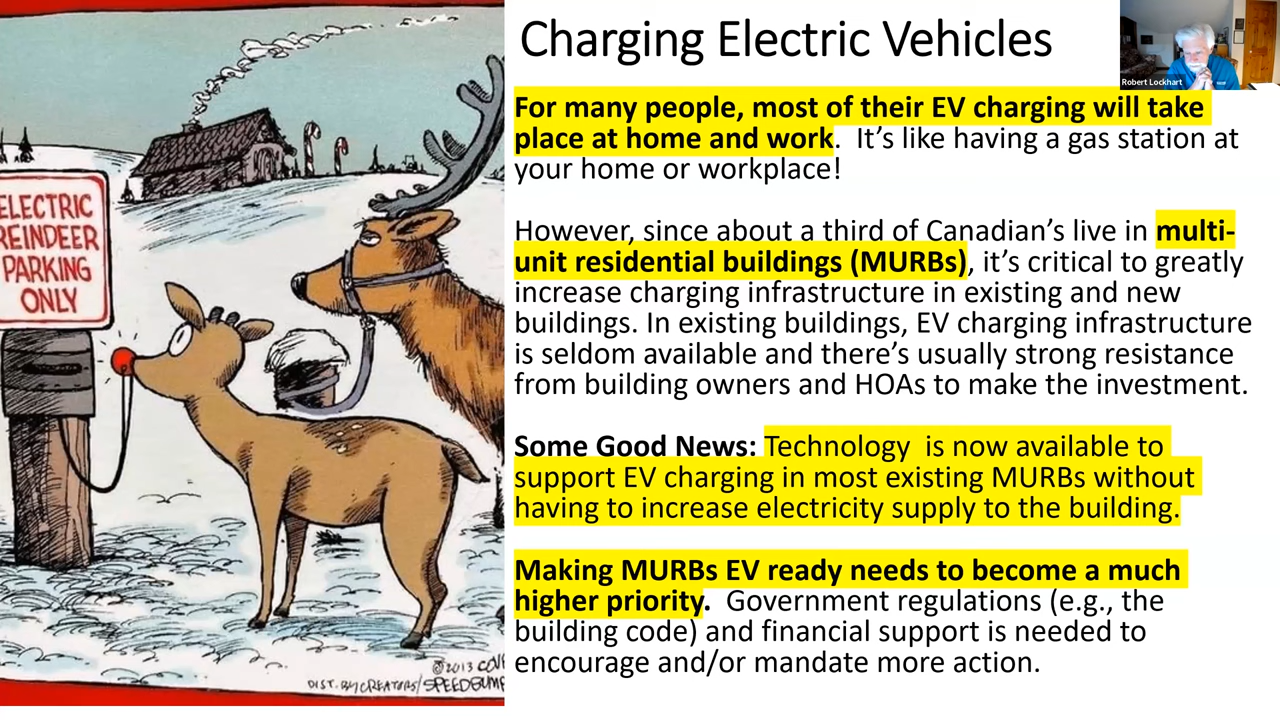 Charging Electric Vehicles
Robert Lockhart
For many people, most of their EV charging will take
place at home and work.  It’s like having a gas station at
your home or workplace!
However, since about a third of Canadian’s live in multi-
unit residential buildings (MURBs), it’s critical to greatly
increase charging infrastructure in existing and new
buildings. In existing buildings, EV charging infrastructure
is seldom available and there’s usually strong resistance
from building owners and HOAs to make the investment.
Some Good News: Technology  is now available to
support EV charging in most existing MURBs without
having to increase electricity supply to the building.
Making MURBs EV ready needs to become a much
higher priority.  Government regulations (e.g., the
building code) and financial support is needed to
encourage and/or mandate more action.
ELECTRIC
REINDEER
PARKING
ONLY
©2013 COVE
DIST. BY CREATORS/SPEEDBUMP